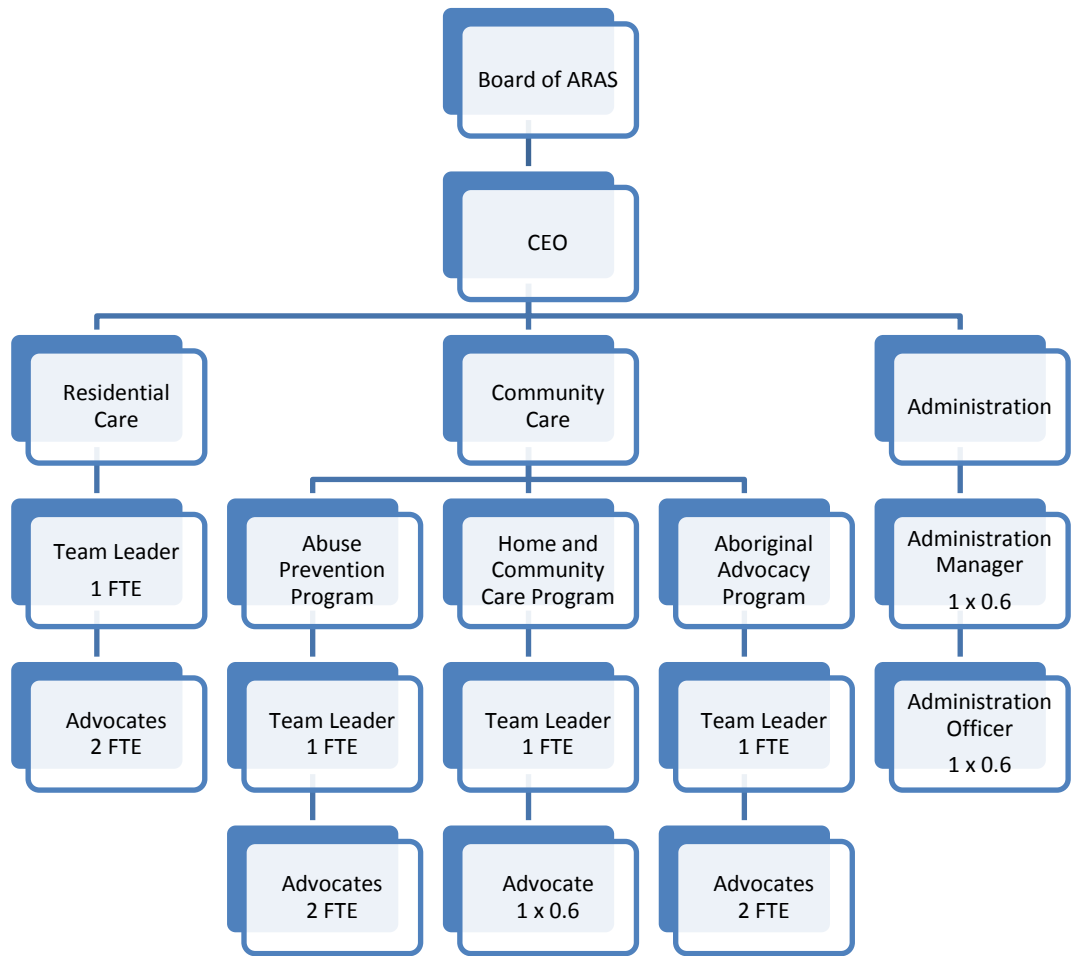 Board of ARAS
CEO
Residential
Care
Community
Care
Administration
Team Leader
1 FTE
Abuse
Prevention
Program
Home and
Community
Care Program
Aboriginal
Advocacy
Program
Administration
Manager
1 x 0.6
Advocates
2 FTE
Team Leader
1 FTE
Team Leader
1 FTE
Team Leader
1 FTE
Administration
Officer
1 x 0.6
Advocates
2 FTE
Advocate
1 x 0.6
Advocates
2 FTE